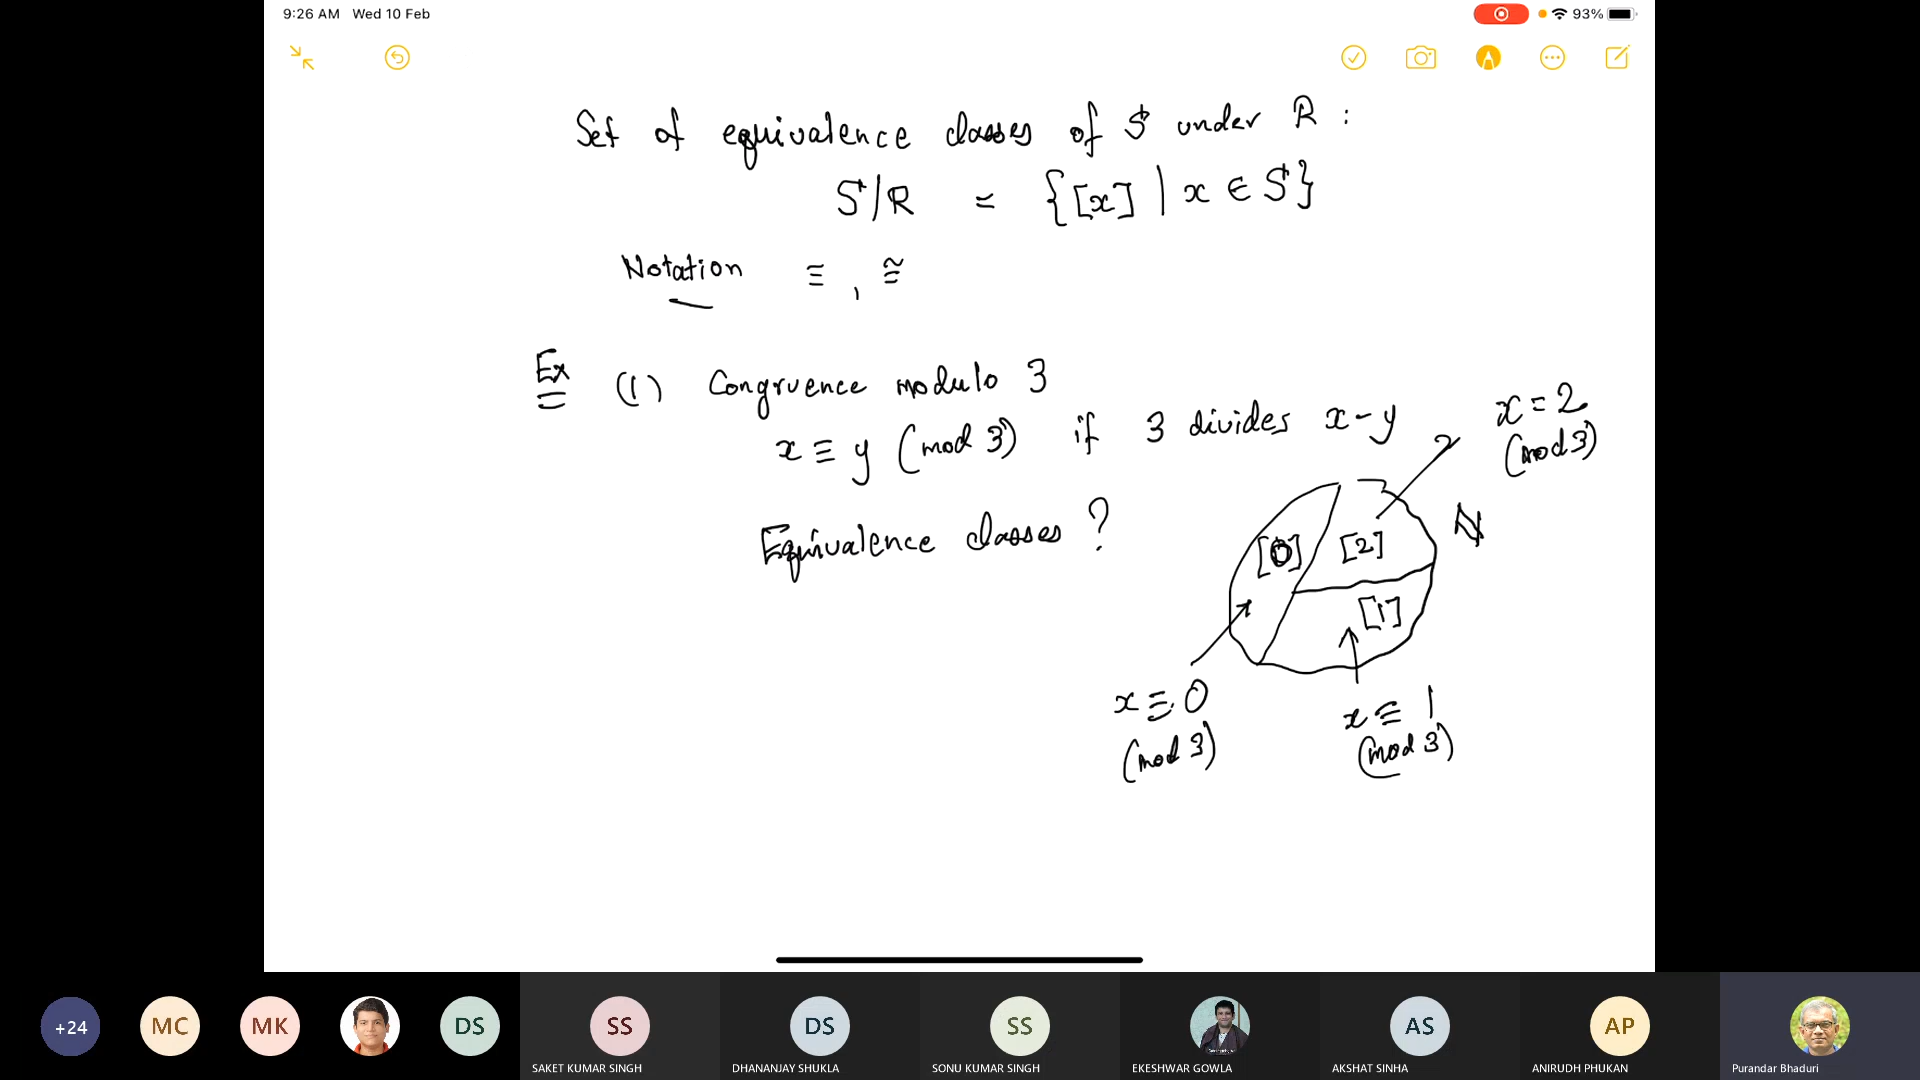 9:26 AM Wed 10 Feb
93%
Set of equivalence classes of S under R :
S/R = {[x] | x ∈ S}
Notation ≡ , ≅
Ex (1) Congruence modulo 3
x ≡ y (mod 3) if 3 divides x - y
x = 2
(mod 3)
Equivalence classes ?
[0] [2] N
[1]
x ≡ 0
(mod 3)
x ≡ 1
(mod 3)
+24 MC MK DS SS DS SS AS AP
SAKET KUMAR SINGH DHANANJAY SHUKLA SONU KUMAR SINGH EKESHWAR GOWLA AKSHAT SINHA ANIRUDH PHUKAN Purandar Bhaduri